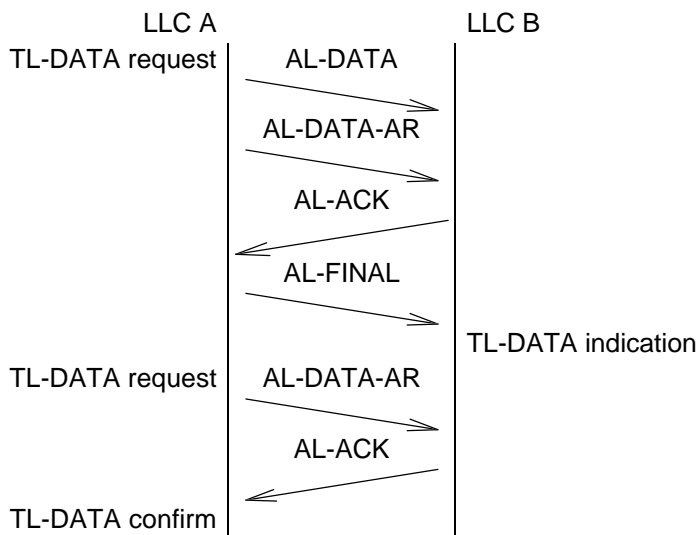 LLC A LLC B
TL-DATA request AL-DATA
AL-DATA-AR
AL-ACK
AL-FINAL
TL-DATA indication
TL-DATA request AL-DATA-AR
AL-ACK
TL-DATA confirm